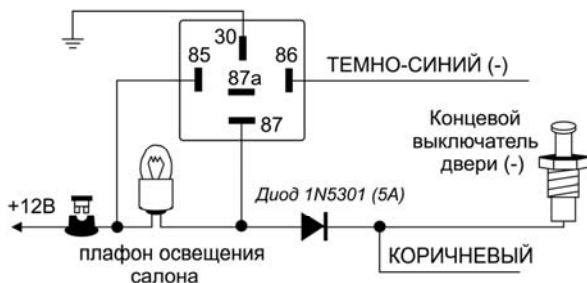 30
85
86
87a
87
ТЕМНО-СИНИЙ (-)
Концевой
выключатель
двери (-)
+12В
Диод 1N5301 (5А)
плафон освещения
салона
КОРИЧНЕВЫЙ